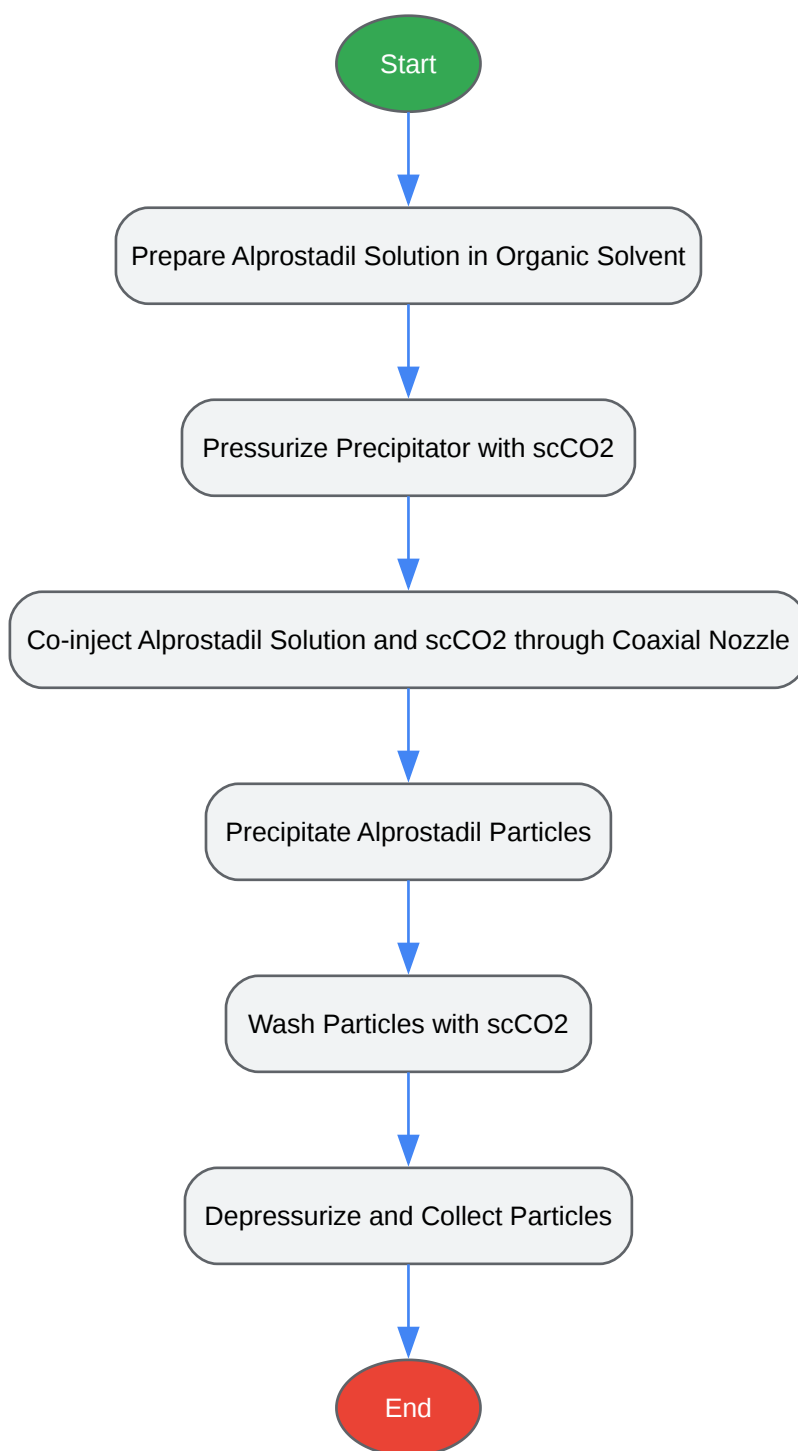 Start
Prepare Alprostadil Solution in Organic Solvent
Pressurize Precipitator with scCO2
Co-inject Alprostadil Solution and scCO2 through Coaxial Nozzle
Precipitate Alprostadil Particles
Wash Particles with scCO2
Depressurize and Collect Particles
End